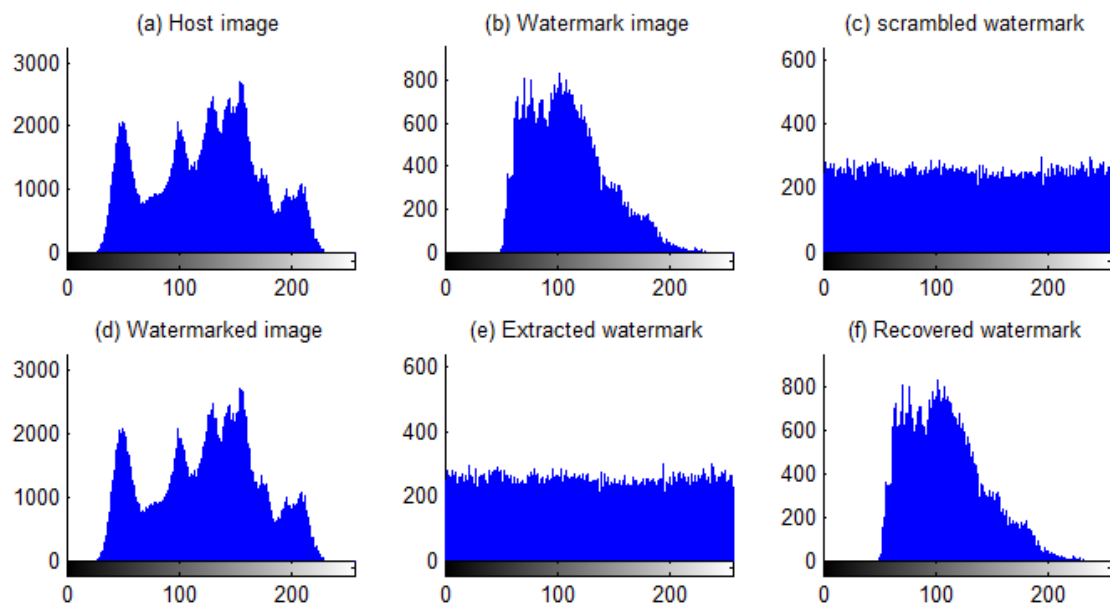 (a) Host image
3000
2000
1000
0
0 100 200
(b) Watermark image
800
600
400
200
0
0 100 200
(c) scrambled watermark
600
400
200
0
0 100 200
(d) Watermarked image
3000
2000
1000
0
0 100 200
(e) Extracted watermark
600
400
200
0
0 100 200
(f) Recovered watermark
800
600
400
200
0
0 100 200